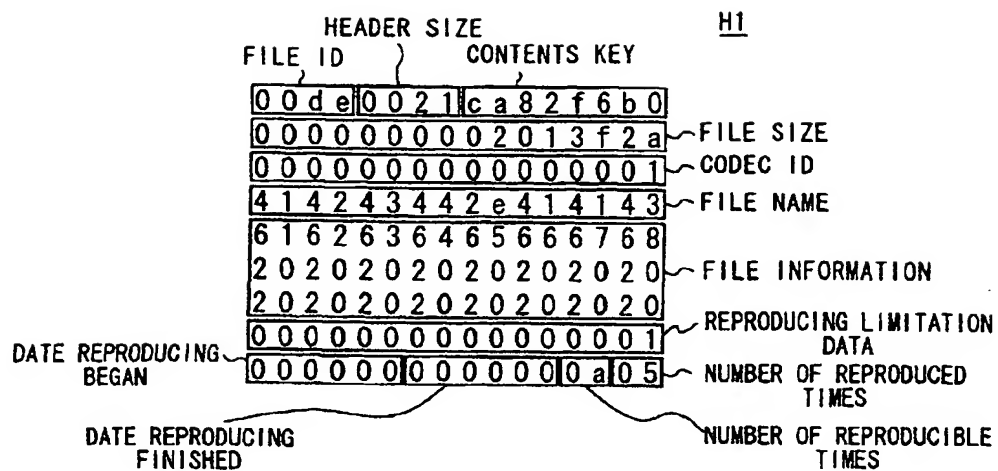 H1
HEADER SIZE
FILE ID
CONTENTS KEY
00de 0021 ca82f6b0
0000000002013f2a
FILE SIZE
0000000000000001
CODEC ID
414243442e414143
FILE NAME
6162636465666768
2020202020202020
FILE INFORMATION
2020202020202020
0000000000000001
REPRODUCING LIMITATION
DATA
DATE REPRODUCING
BEGAN
000000 000000 0a 05
NUMBER OF REPRODUCED
TIMES
DATE REPRODUCING
FINISHED
NUMBER OF REPRODUCIBLE
TIMES